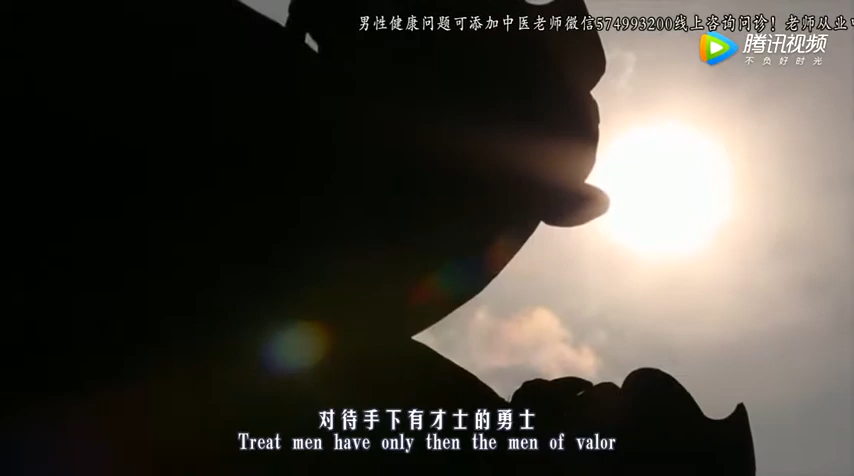 男性健康问题可添加中医老师微信574993200线上咨询问诊！老师从业
腾讯视频
不负好时光
对待手下有才士的勇士
Treat men have only then the men of valor